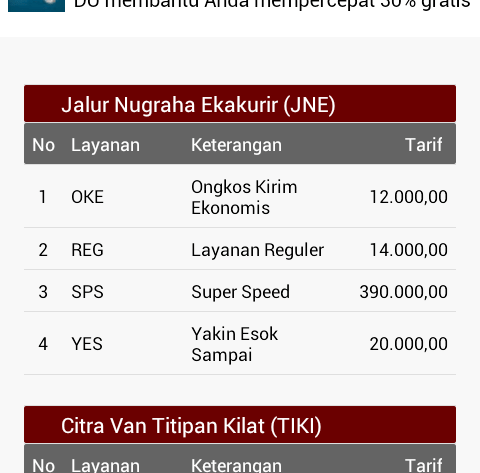 DU membantu Anda mempercepat 30% gratis
Jalur Nugraha Ekakurir (JNE)
No Layanan Keterangan Tarif
1 OKE Ongkos Kirim Ekonomis 12.000,00
2 REG Layanan Reguler 14.000,00
3 SPS Super Speed 390.000,00
4 YES Yakin Esok Sampai 20.000,00
Citra Van Titipan Kilat (TIKI)
No Layanan Keterangan Tarif